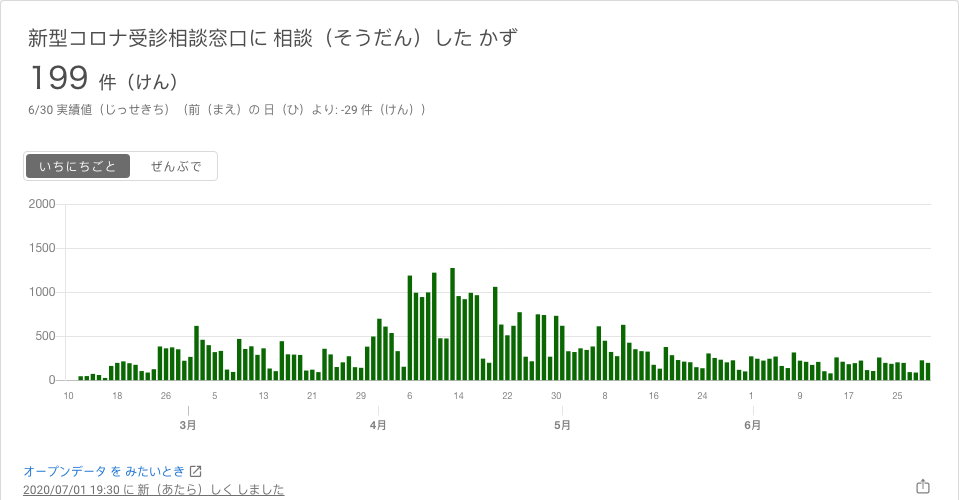 新型コロナ受診相談窓口に 相談（そうだん）した かず
199 件（けん）
6/30 実績値（じっせきち）（前（まえ）の 日（ひ）より: -29 件（けん））
いちにちごと ぜんぶで
2000
1500
1000
500
0
10 18 26 5 13 21 29 6 14 22 30 8 16 24 1 9 17 25
3月 4月 5月 6月
オープンデータ を みたいとき
2020/07/01 19:30 に 新（あたら）しく しました